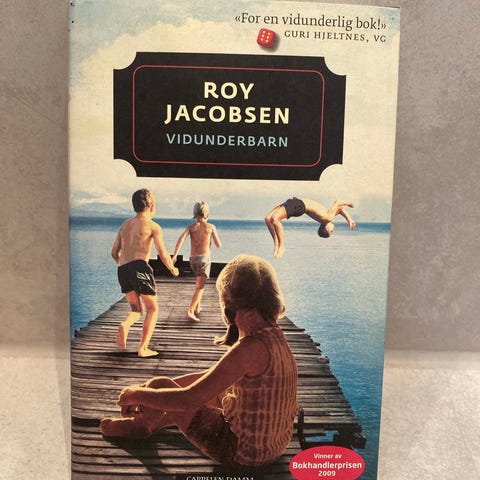 «For en vidunderlig bok!»
GURI HJELTNES, VG
ROY
JACOBSEN
VIDUNDERBARN
CAPPELEN DAMM
Vinner av
Bokhandlerprisen
2009